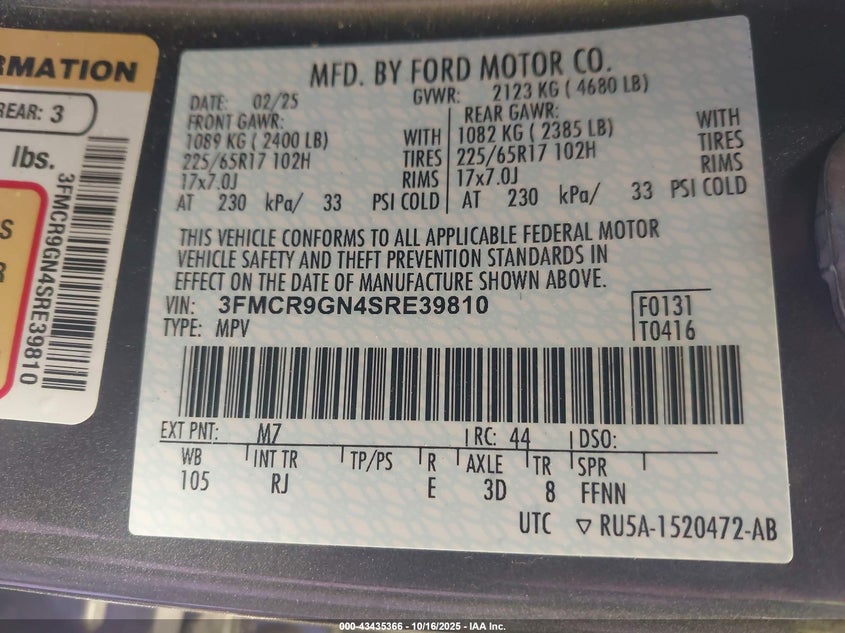 RMATION
REAR: 3
lbs.
S
R
3FMCR9GN4SRE39810
MFD. BY FORD MOTOR CO.
DATE: 02/25 GVWR: 2123 KG ( 4680 LB)
FRONT GAWR: REAR GAWR:
1089 KG ( 2400 LB) WITH 1082 KG ( 2385 LB) WITH
225/65R17 102H TIRES 225/65R17 102H TIRES
17x7.0J RIMS 17x7.0J RIMS
AT 230 kPa/ 33 PSI COLD AT 230 kPa/ 33 PSI COLD
THIS VEHICLE CONFORMS TO ALL APPLICABLE FEDERAL MOTOR
VEHICLE SAFETY AND THEFT PREVENTION STANDARDS IN
EFFECT ON THE DATE OF MANUFACTURE SHOWN ABOVE.
VIN: 3FMCR9GN4SRE39810 F0131
TYPE: MPV T0416
EXT PNT: M7 RC: 44 DSO:
WB INT TR TP/PS R AXLE TR SPR
105 RJ E 3D 8 FFNN
UTC ▽ RU5A-1520472-AB
000-43435366 - 10/16/2025 - IAA Inc.